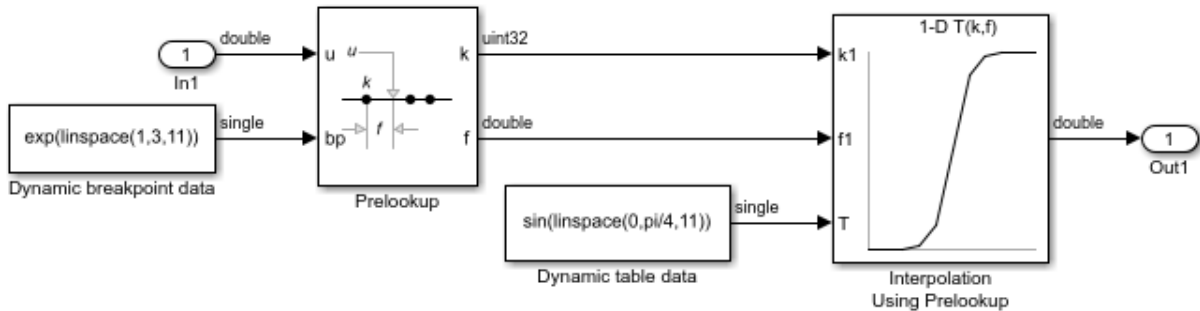 1
In1
double
exp(linspace(1,3,11))
Dynamic breakpoint data
single
u
u
k
k
bp
f
f
Prelookup
uint32
double
sin(linspace(0,pi/4,11))
Dynamic table data
single
1-D T(k,f)
k1
f1
T
Interpolation
Using Prelookup
double
1
Out1